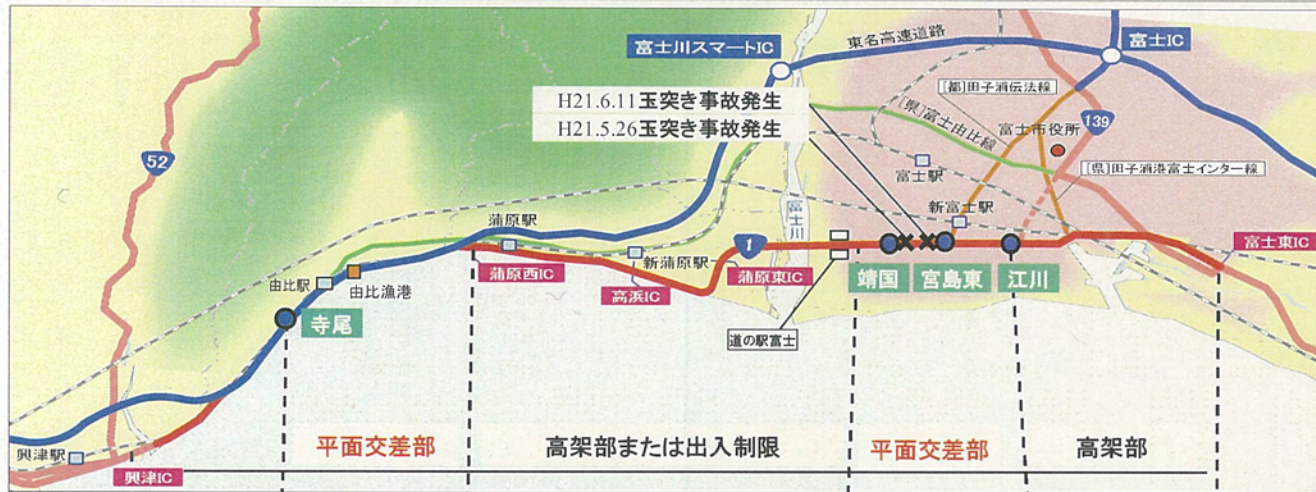 富士川スマートIC
東名高速道路
富士IC
H21.6.11玉突き事故発生
H21.5.26玉突き事故発生
[都]田子浦伝法線
[県]富士由比線
富士市役所
139
52
富士駅
[県]田子浦港富士インター線
蒲原駅
富士川
新富士駅
1
富士東IC
蒲原西IC
新蒲原駅
蒲原東IC
靖国
宮島東
江川
由比駅
由比漁港
高浜IC
寺尾
道の駅富士
平面交差部
高架部または出入制限
平面交差部
高架部
興津駅
興津IC